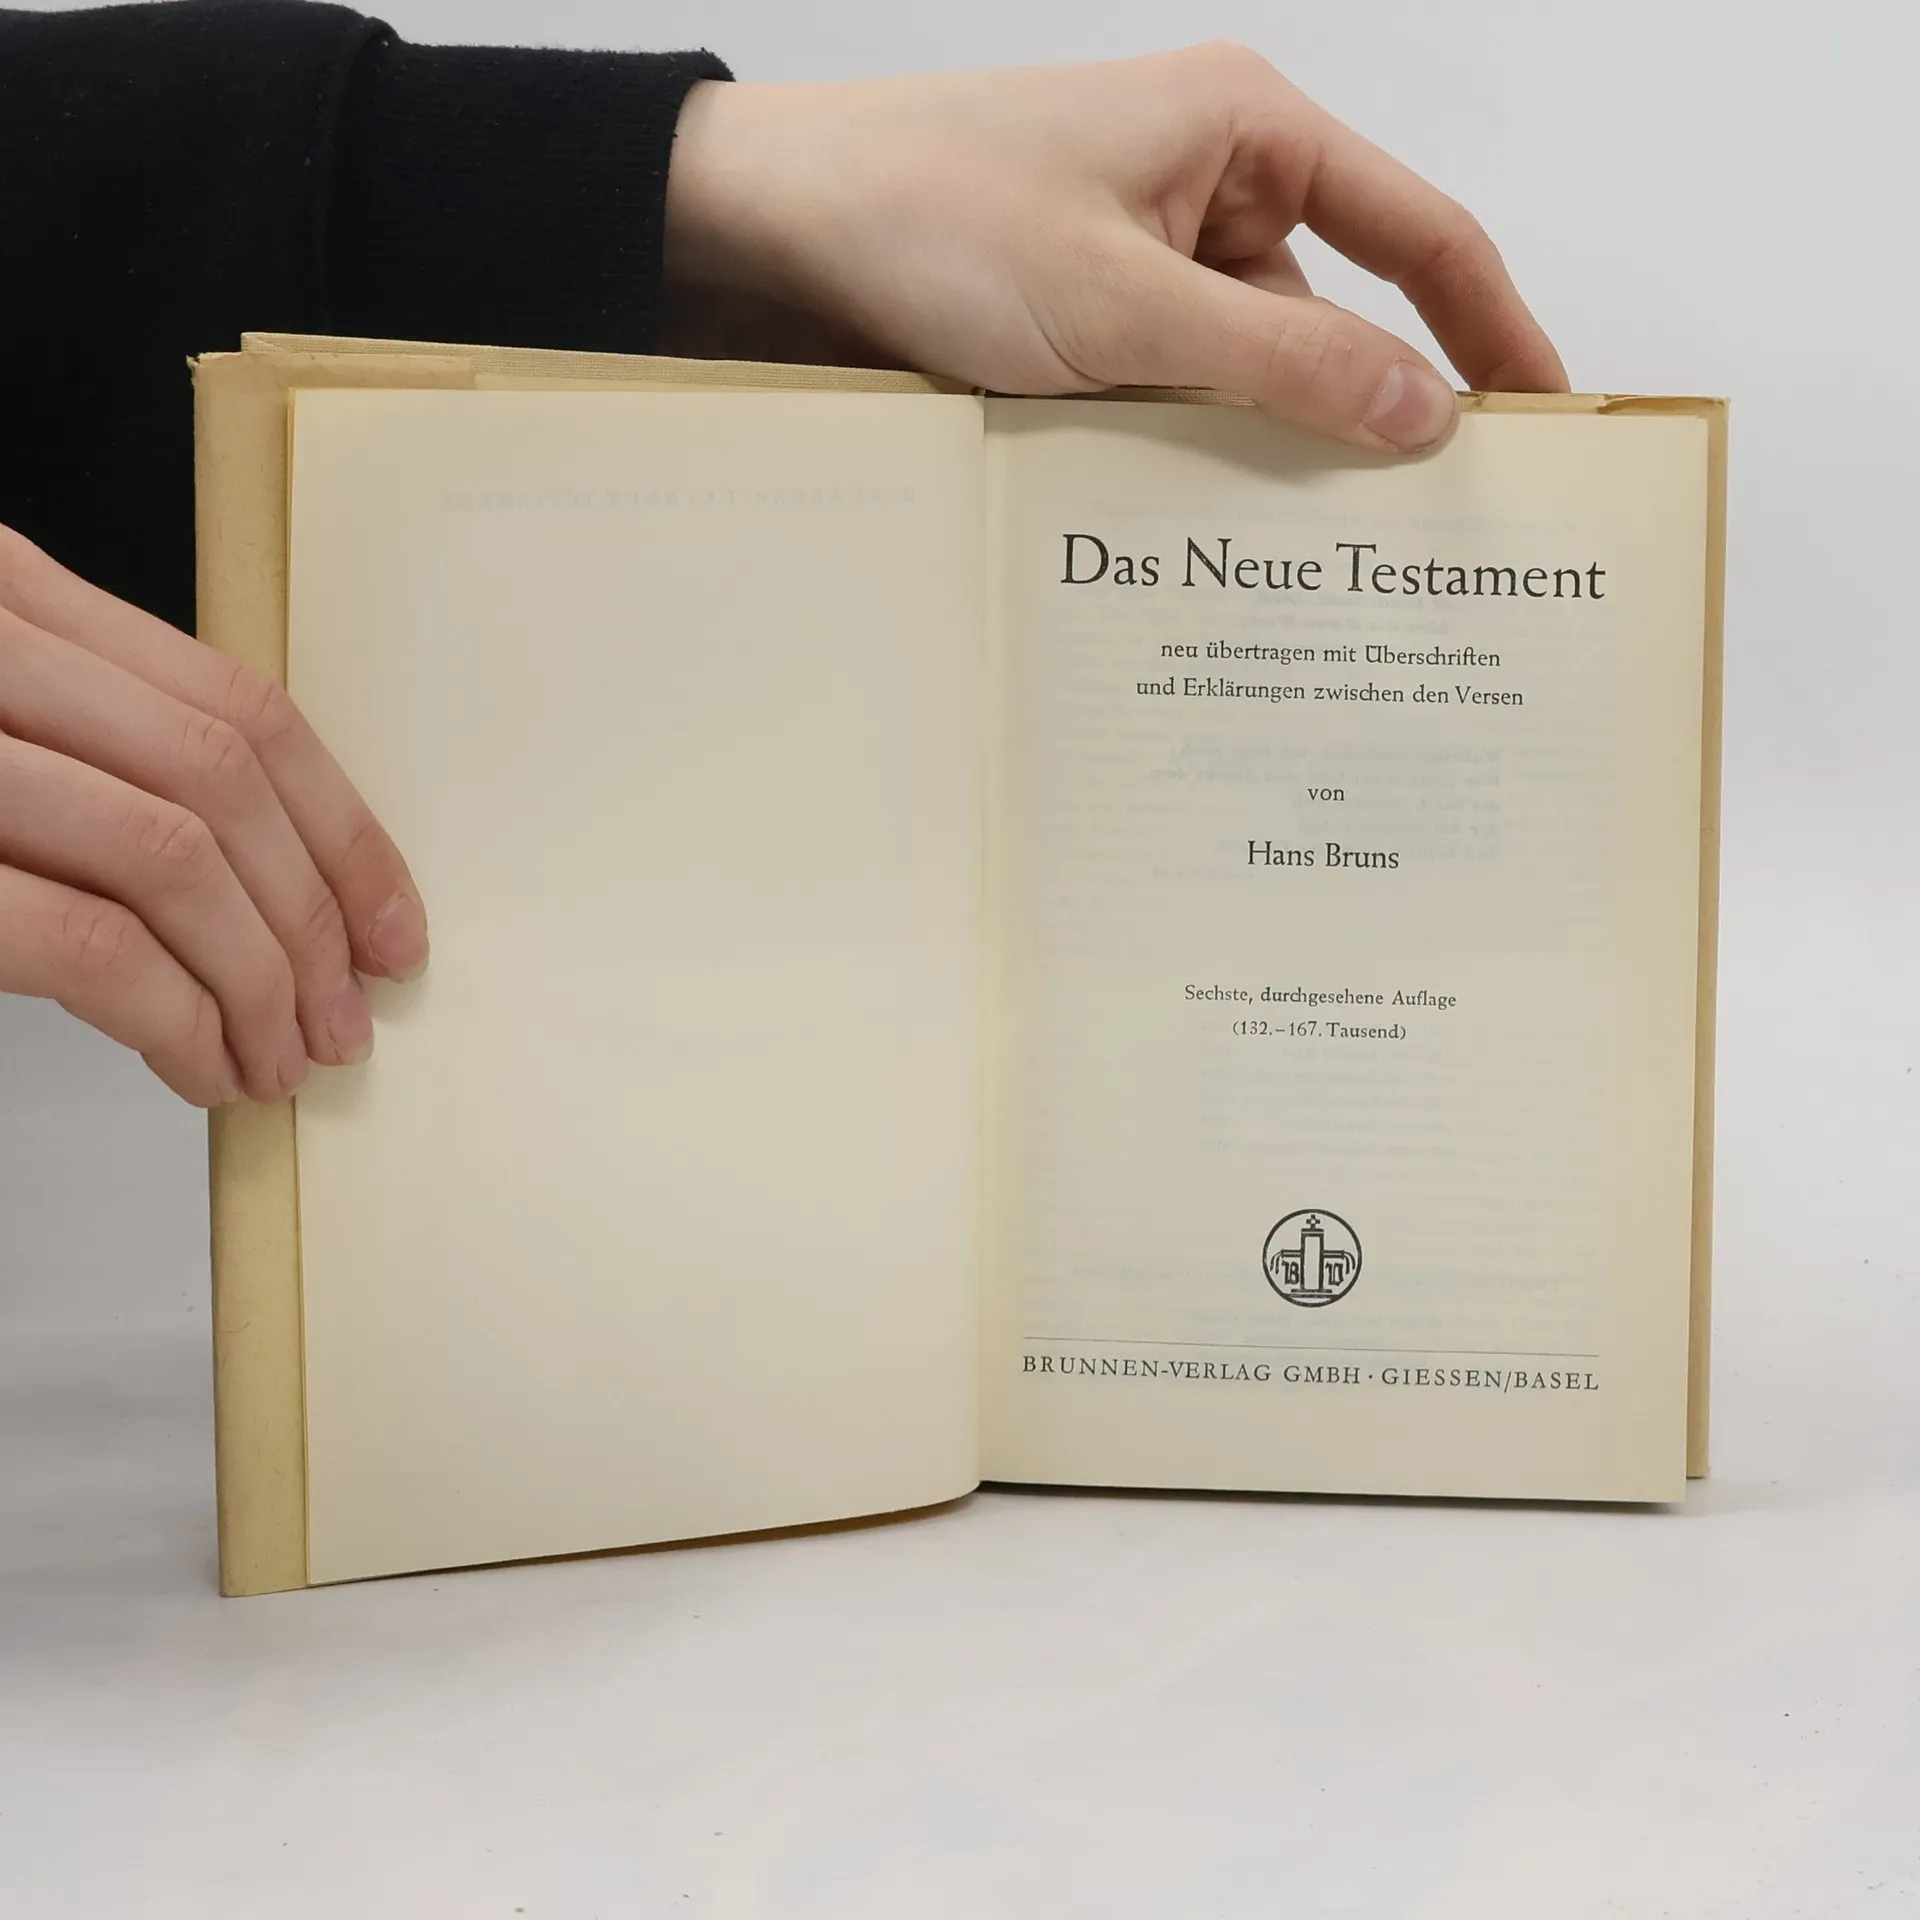 Das Neue Testament
neu übertragen mit Überschriften
und Erklärungen zwischen den Versen
von
Hans Bruns
Sechste, durchgesehene Auflage
(132.–167. Tausend)
B V
BRUNNEN-VERLAG GMBH · GIESSEN/BASEL